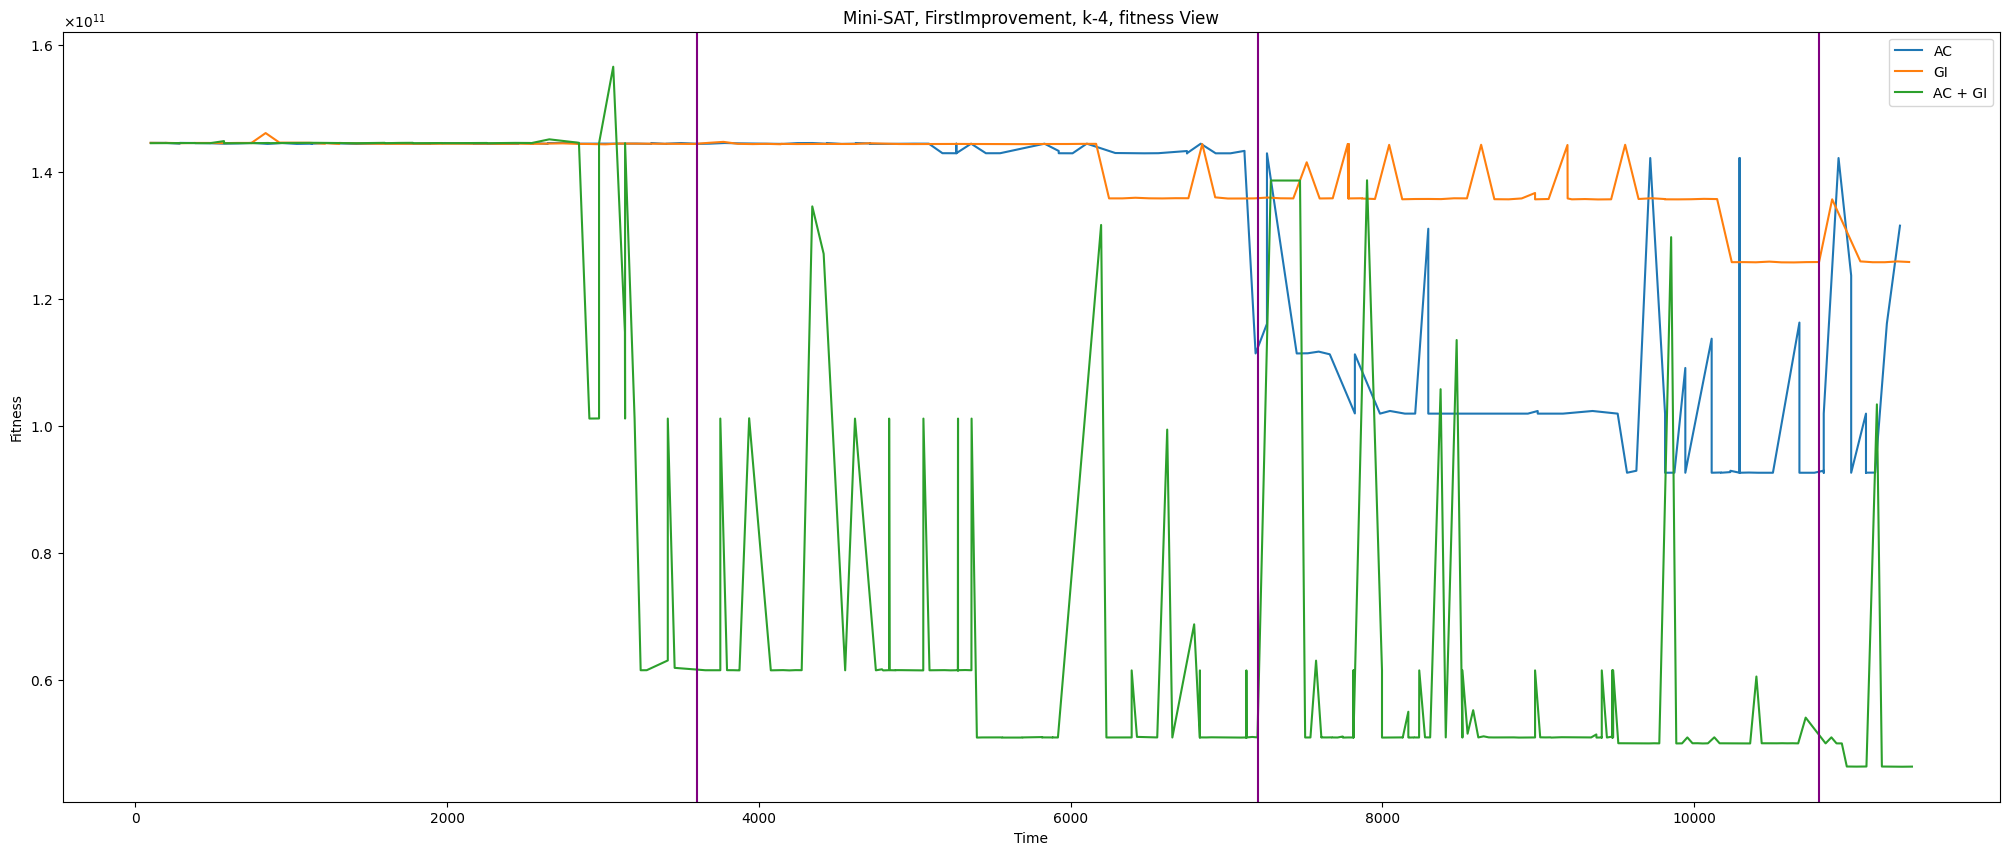 Mini-SAT, FirstImprovement, k-4, fitness View
×10¹¹
1.6
1.4
1.2
1.0
0.8
0.6
Fitness
0
2000
4000
6000
8000
10000
Time
AC
GI
AC + GI